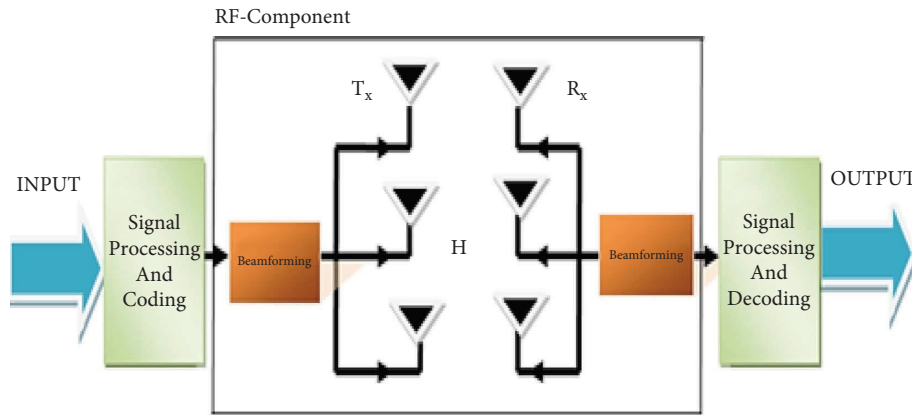 RF-Component
Tx
Rx
INPUT
Signal
Processing
And
Coding
Beamforming
H
Beamforming
Signal
Processing
And
Decoding
OUTPUT